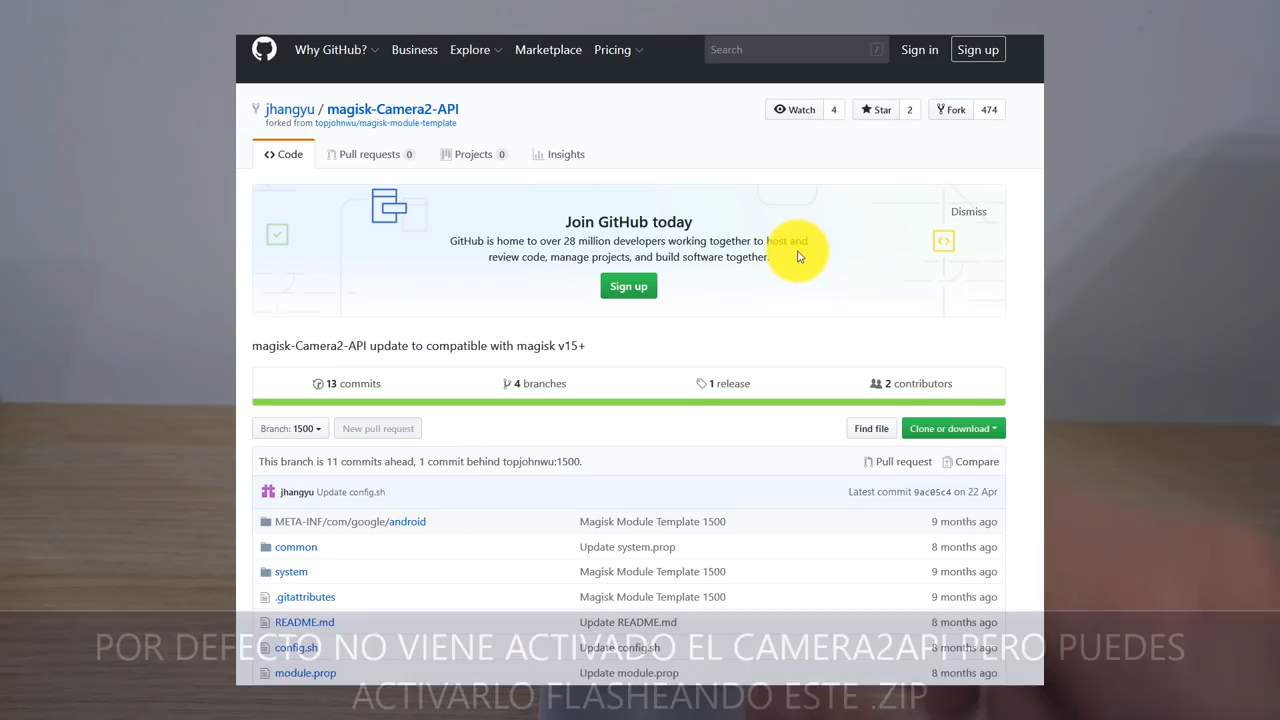 Why GitHub? Business Explore Marketplace Pricing Search / Sign in Sign up
jhangyu / magisk-Camera2-API Watch 4 Star 2 Fork 474
forked from topjohnwu/magisk-module-template
Code Pull requests 0 Projects 0 Insights
Dismiss
Join GitHub today
GitHub is home to over 28 million developers working together to host and
review code, manage projects, and build software together.
Sign up
magisk-Camera2-API update to compatible with magisk v15+
13 commits 4 branches 1 release 2 contributors
Branch: 1500 New pull request Find file Clone or download
This branch is 11 commits ahead, 1 commit behind topjohnwu:1500. Pull request Compare
jhangyu Update config.sh Latest commit 9ac05c4 on 22 Apr
META-INF/com/google/android Magisk Module Template 1500 9 months ago
common Update system.prop 8 months ago
system Magisk Module Template 1500 9 months ago
.gitattributes Magisk Module Template 1500 9 months ago
README.md Update README.md 8 months ago
config.sh Update config.sh 8 months ago
module.prop Update module.prop 8 months ago
POR DEFECTO NO VIENE ACTIVADO EL CAMERA2API PERO PUEDES
ACTIVARLO FLASHEANDO ESTE .ZIP